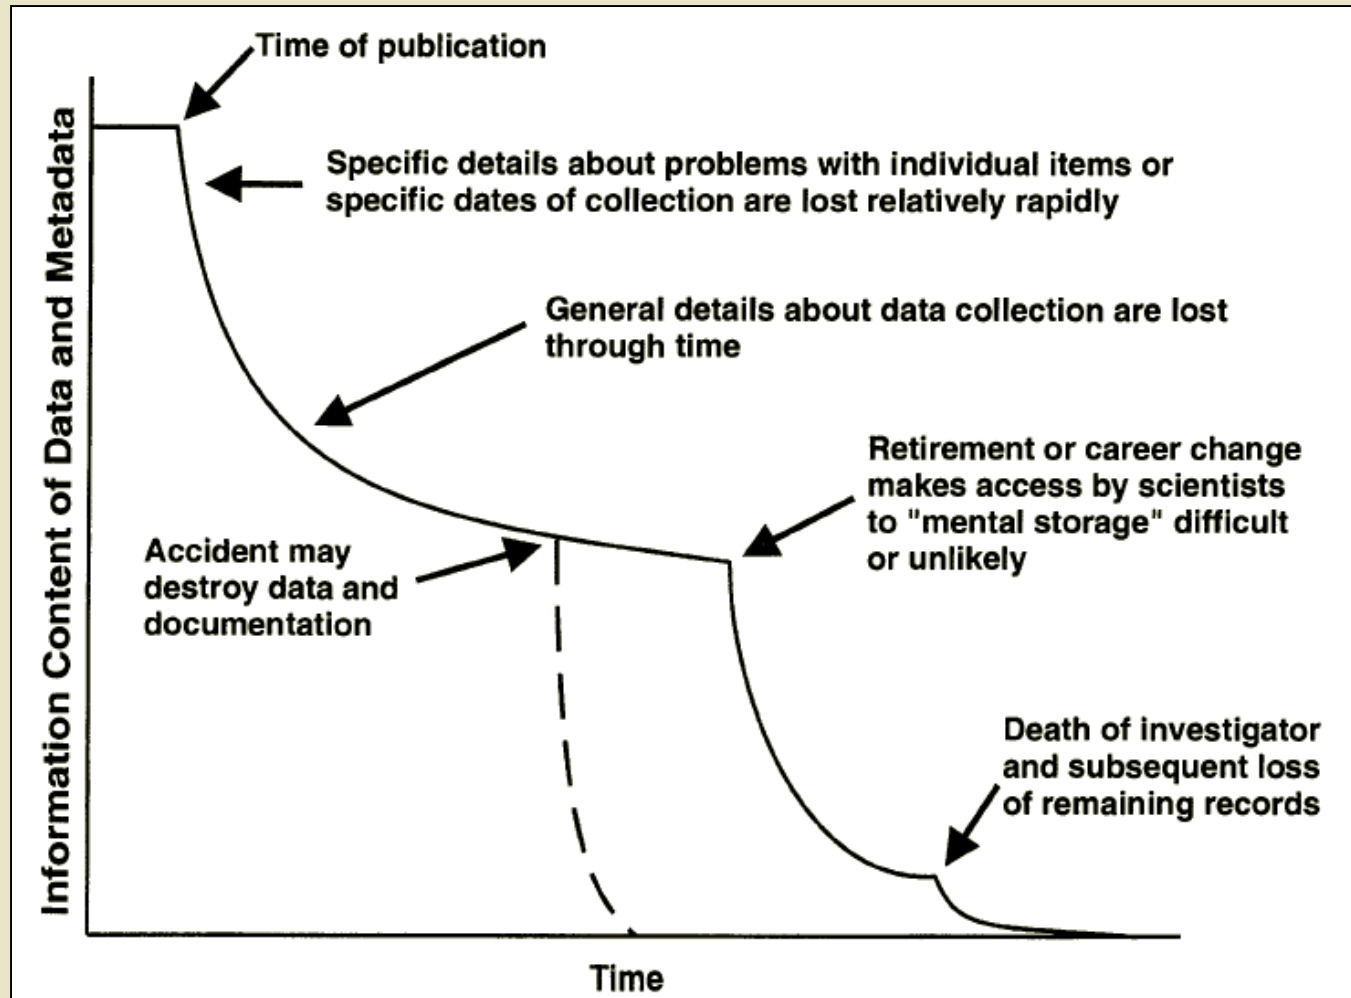 Time of publication
Specific details about problems with individual items or
specific dates of collection are lost relatively rapidly
General details about data collection are lost
through time
Retirement or career change
makes access by scientists
to "mental storage" difficult
or unlikely
Accident may
destroy data and
documentation
Death of investigator
and subsequent loss
of remaining records
Information Content of Data and Metadata
Time